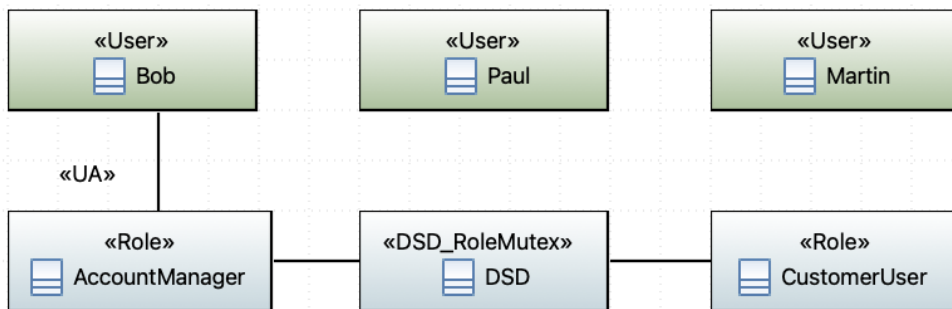 «User»
Bob
«User»
Paul
«User»
Martin
«UA»
«Role»
AccountManager
«DSD_RoleMutex»
DSD
«Role»
CustomerUser